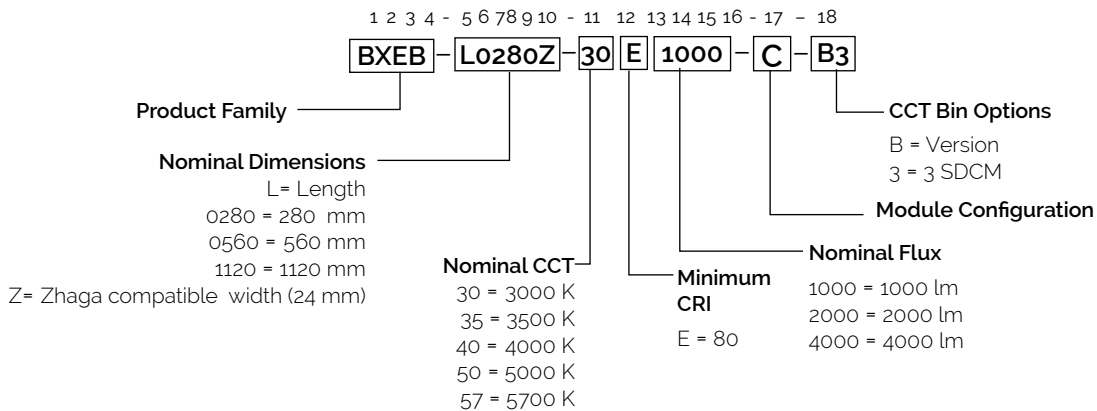 1 2 3 4 - 5 6 7 8 9 10 - 11 12 13 14 15 16 - 17 – 18
BXEB – L0280Z – 30 E 1000 – C – B3
Product Family
Nominal Dimensions
L= Length
0280 = 280 mm
0560 = 560 mm
1120 = 1120 mm
Z= Zhaga compatible width (24 mm)
Nominal CCT
30 = 3000 K
35 = 3500 K
40 = 4000 K
50 = 5000 K
57 = 5700 K
Minimum
CRI
E = 80
Nominal Flux
1000 = 1000 lm
2000 = 2000 lm
4000 = 4000 lm
Module Configuration
CCT Bin Options
B = Version
3 = 3 SDCM